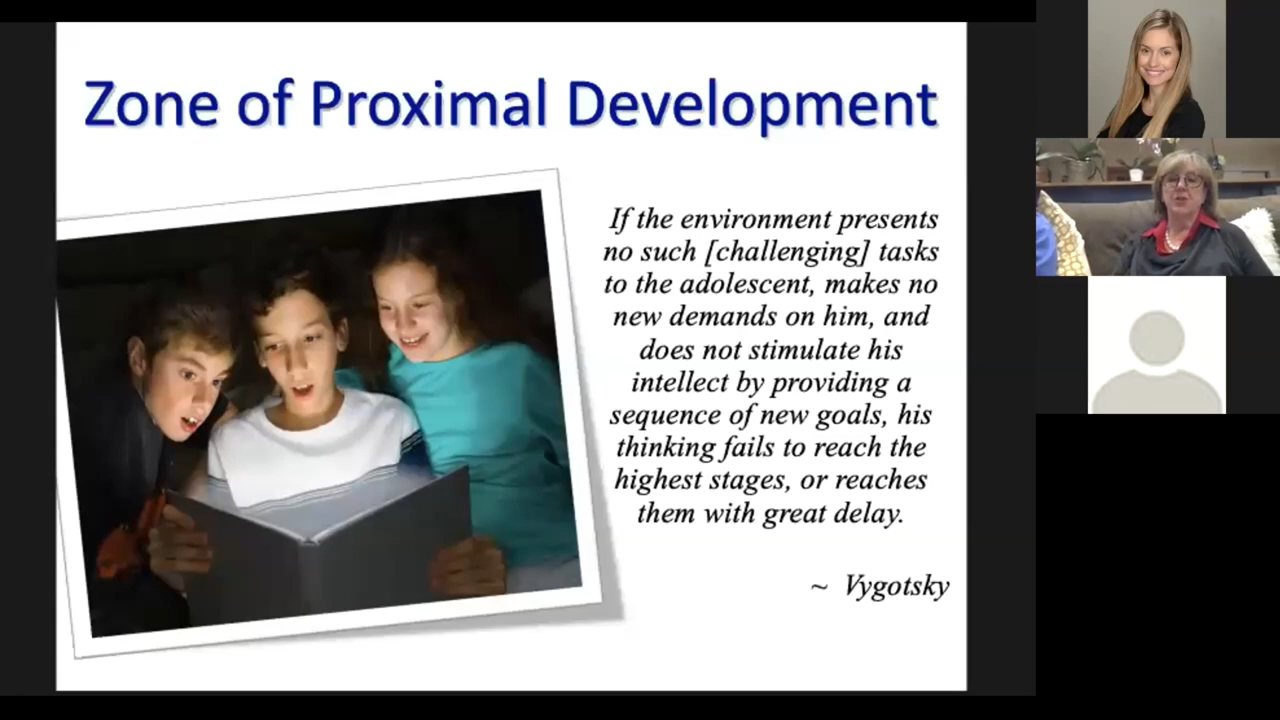 Zone of Proximal Development
If the environment presents
no such [challenging] tasks
to the adolescent, makes no
new demands on him, and
does not stimulate his
intellect by providing a
sequence of new goals, his
thinking fails to reach the
highest stages, or reaches
them with great delay.
~ Vygotsky